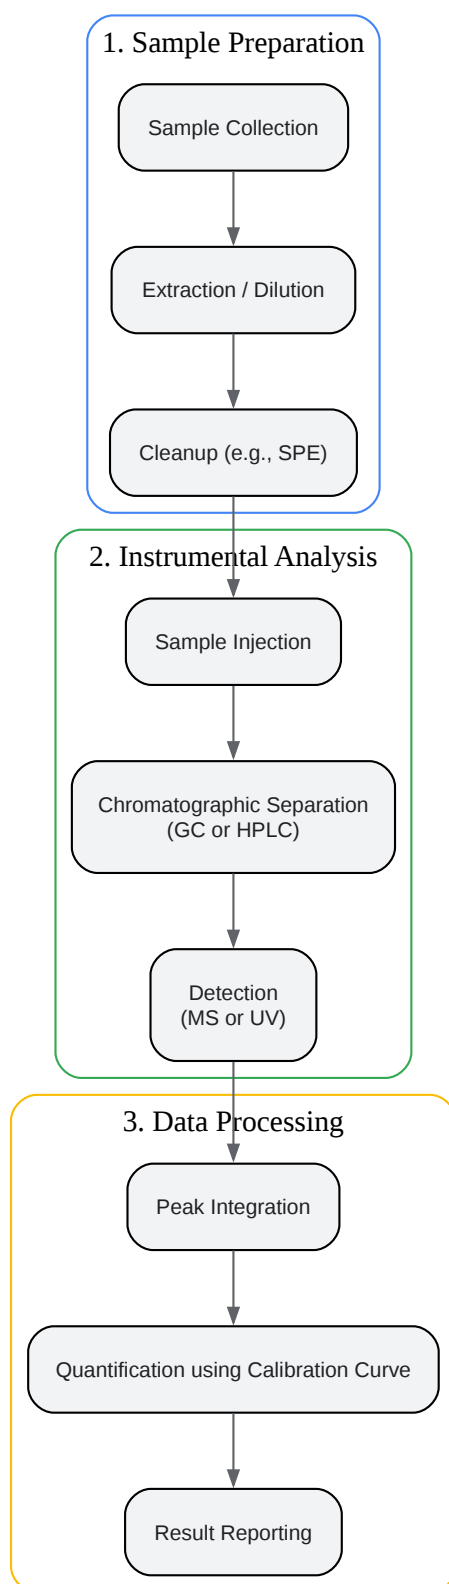 1. Sample Preparation
Sample Collection
Extraction / Dilution
Cleanup (e.g., SPE)
2. Instrumental Analysis
Sample Injection
Chromatographic Separation
(GC or HPLC)
Detection
(MS or UV)
3. Data Processing
Peak Integration
Quantification using Calibration Curve
Result Reporting